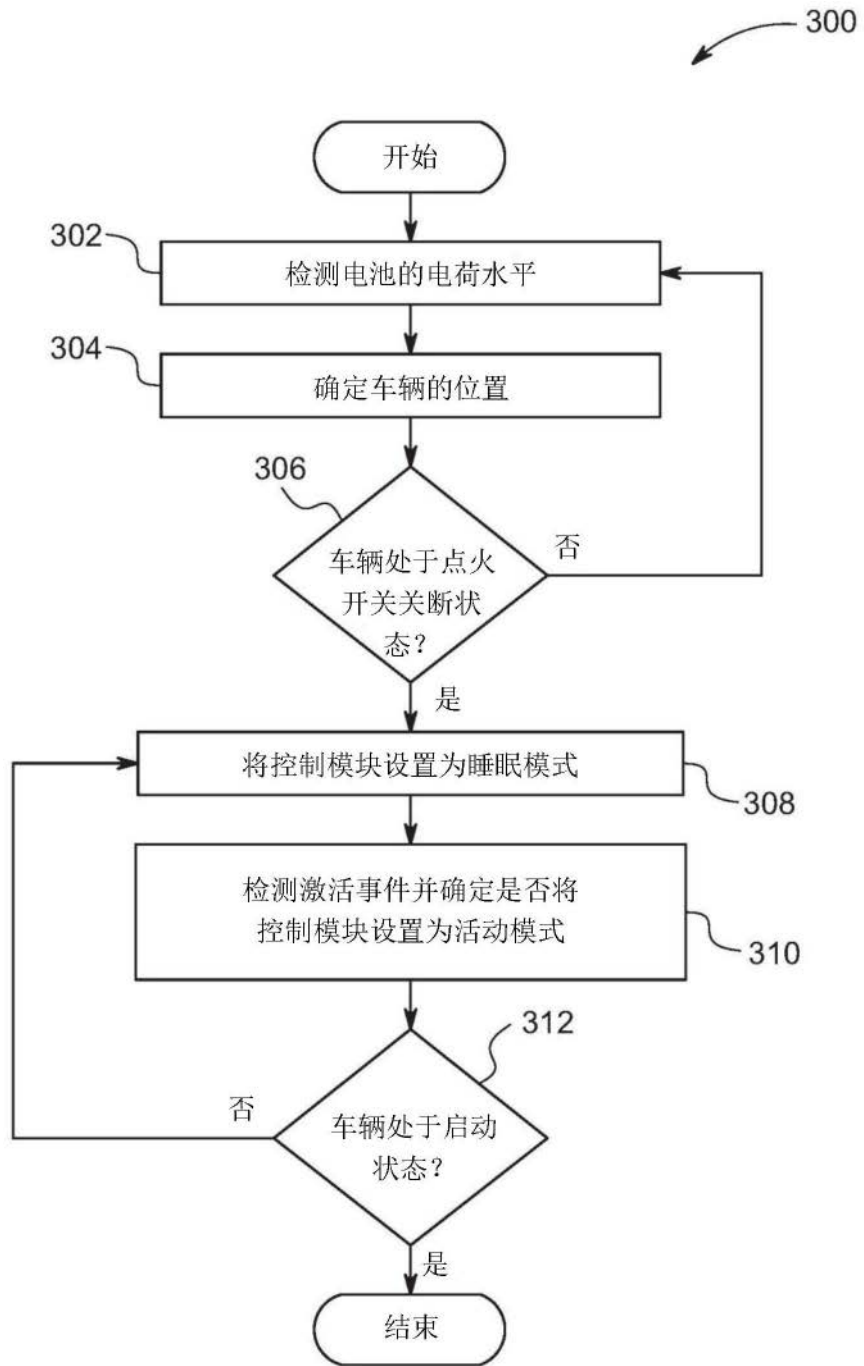 300
开始
302
检测电池的电荷水平
304
确定车辆的位置
306
车辆处于点火
开关关断状
态?
否
是
将控制模块设置为睡眠模式
308
检测激活事件并确定是否将
控制模块设置为活动模式
310
312
车辆处于启动
状态?
否
是
结束